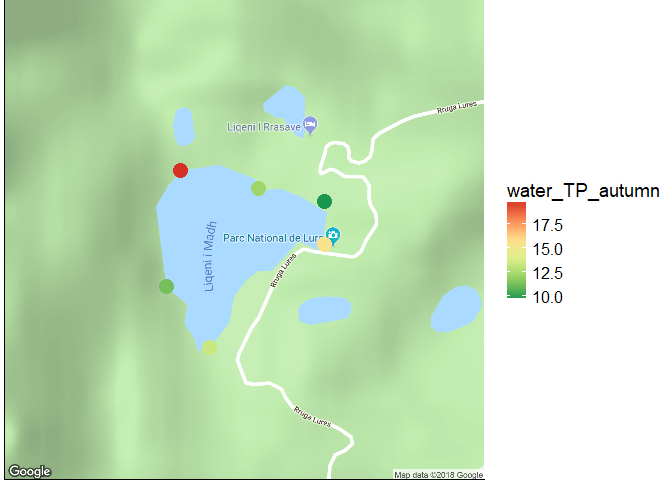 Rruga Lures
Liqeni I Rrasave
Parc National de Lure
Liqeni i Madh
Rruga Lures
Rruga Lures
Google
Map data ©2018 Google
water_TP_autumn
17.5
15.0
12.5
10.0